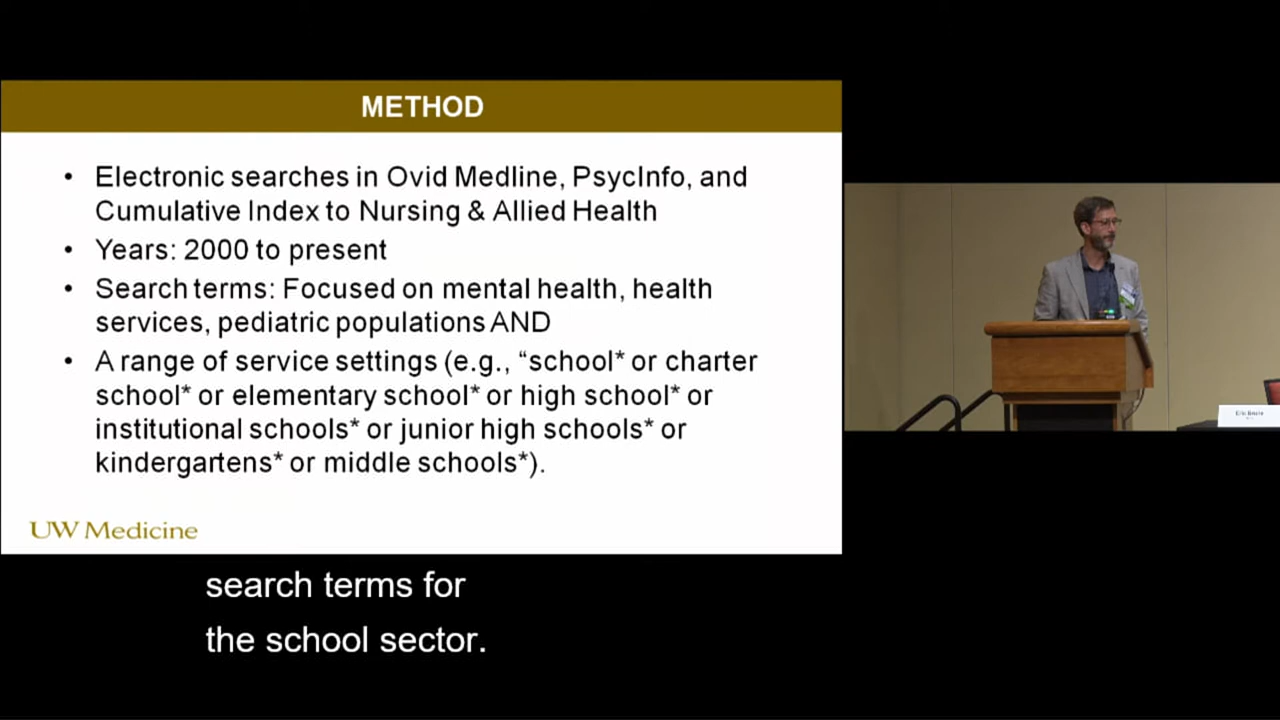 METHOD
• Electronic searches in Ovid Medline, PsycInfo, and
Cumulative Index to Nursing & Allied Health
• Years: 2000 to present
• Search terms: Focused on mental health, health
services, pediatric populations AND
• A range of service settings (e.g., “school* or charter
school* or elementary school* or high school* or
institutional schools* or junior high schools* or
kindergartens* or middle schools*).
UW Medicine
search terms for
the school sector.